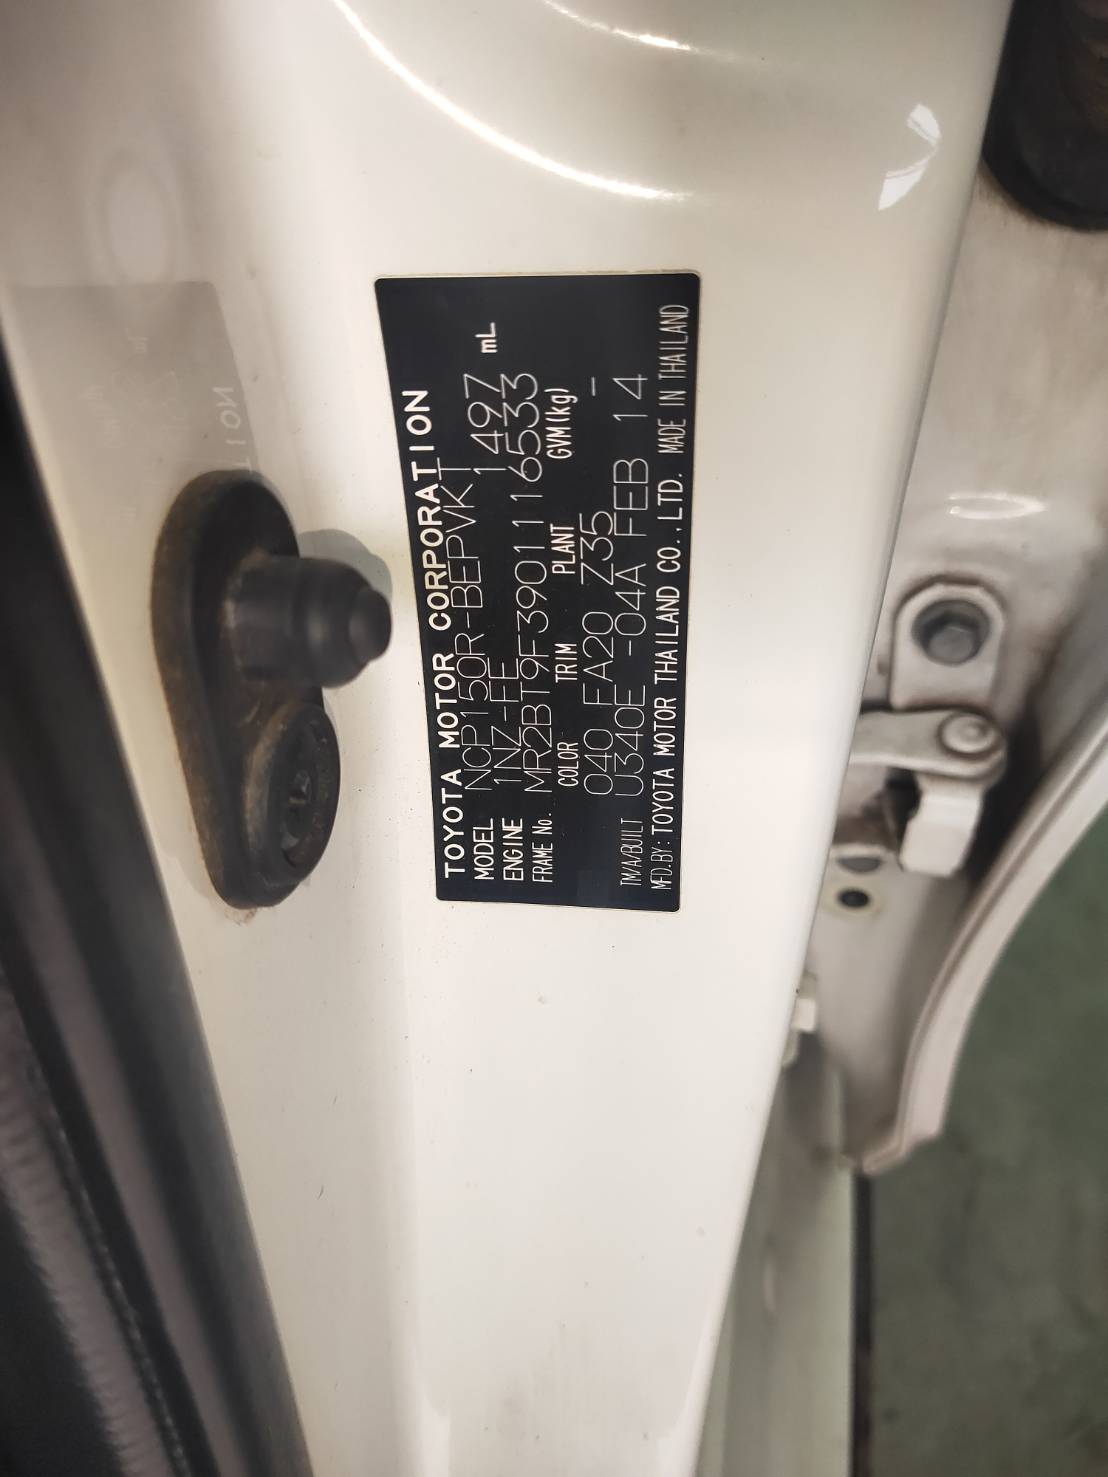 TOYOTA MOTOR CORPORATION
MODEL NCP150R-BEPVKT
ENGINE 1NZ-FE 1497 mL
FRAME No. MR2BT9F3901116533
COLOR TRIM PLANT GVM(kg)
040 FA20 Z35 -
TM/A/BUILT U340E -04A FEB 14
MFD.BY: TOYOTA MOTOR THAILAND CO.,LTD. MADE IN THAILAND